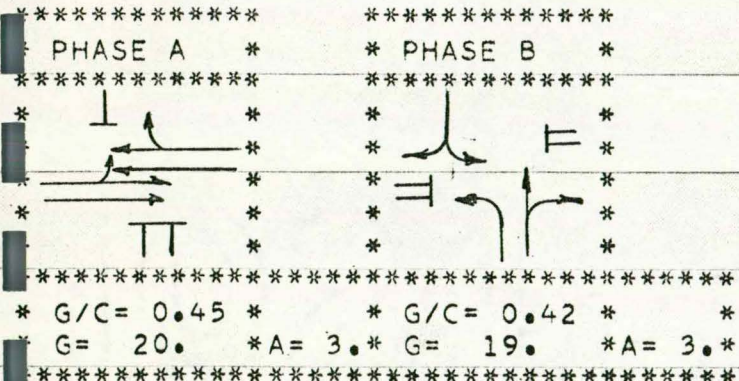 * * * * * * * * * * * * * * * * * * * * * * * * *
PHASE A * * PHASE B *
* * * * * * * * * * * * * * * * * * * * * * * * *
* * * * * * * * * * * * * * * * * * * * * * * * * * * * * *
* G/C= 0.45 * G/C= 0.42 *
* G= 20. *A= 3.* G= 19. *A= 3.*
* * * * * * * * * * * * * * * * * * * * * * * * * * * * * *